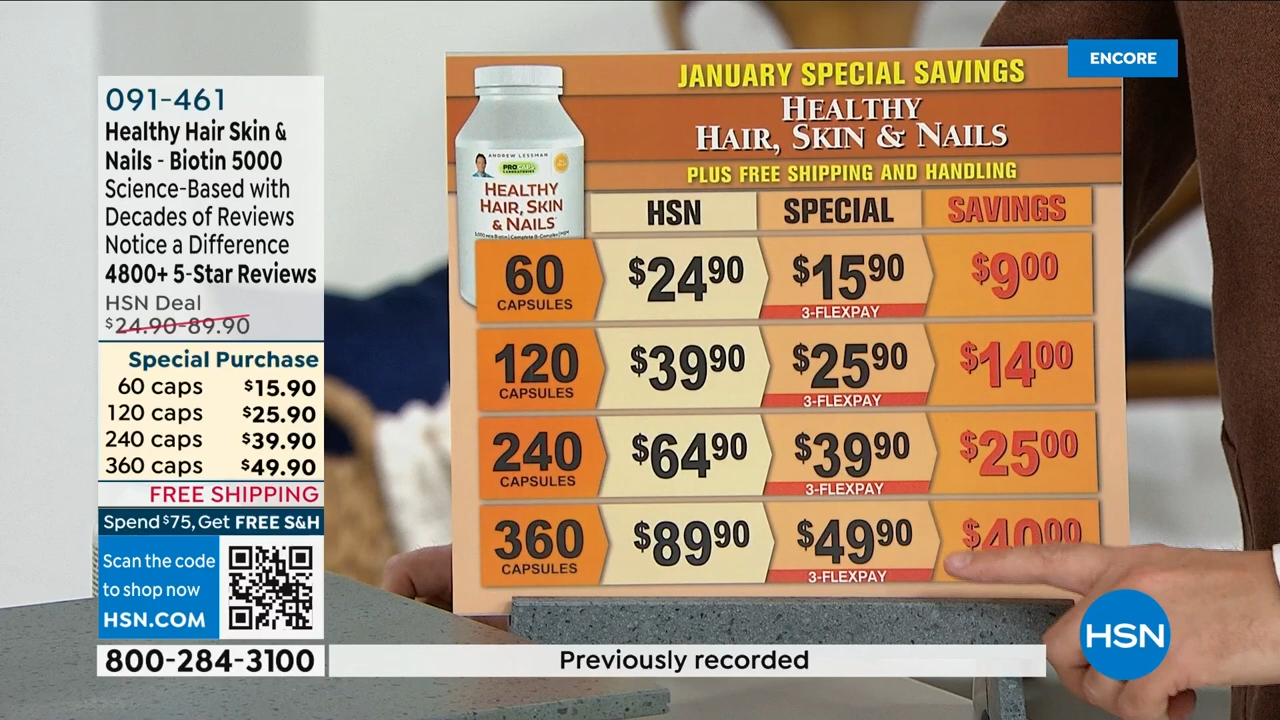 091-461
Healthy Hair Skin &
Nails - Biotin 5000
Science-Based with
Decades of Reviews
Notice a Difference
4800+ 5-Star Reviews
HSN Deal
$24.90-89.90
Special Purchase
60 caps $15.90
120 caps $25.90
240 caps $39.90
360 caps $49.90
FREE SHIPPING
Spend $75, Get FREE S&H
Scan the code
to shop now
HSN.COM
800-284-3100
Previously recorded
ENCORE
JANUARY SPECIAL SAVINGS
HEALTHY
HAIR, SKIN & NAILS
PLUS FREE SHIPPING AND HANDLING
ANDREW LESSMAN
PROCAPS
LABORATORIES
HEALTHY
HAIR, SKIN
& NAILS
HSN SPECIAL SAVINGS
60 CAPSULES $24.90 $15.90 3-FLEXPAY $9.00
120 CAPSULES $39.90 $25.90 3-FLEXPAY $14.00
240 CAPSULES $64.90 $39.90 3-FLEXPAY $25.00
360 CAPSULES $89.90 $49.90 3-FLEXPAY $40.00
HSN